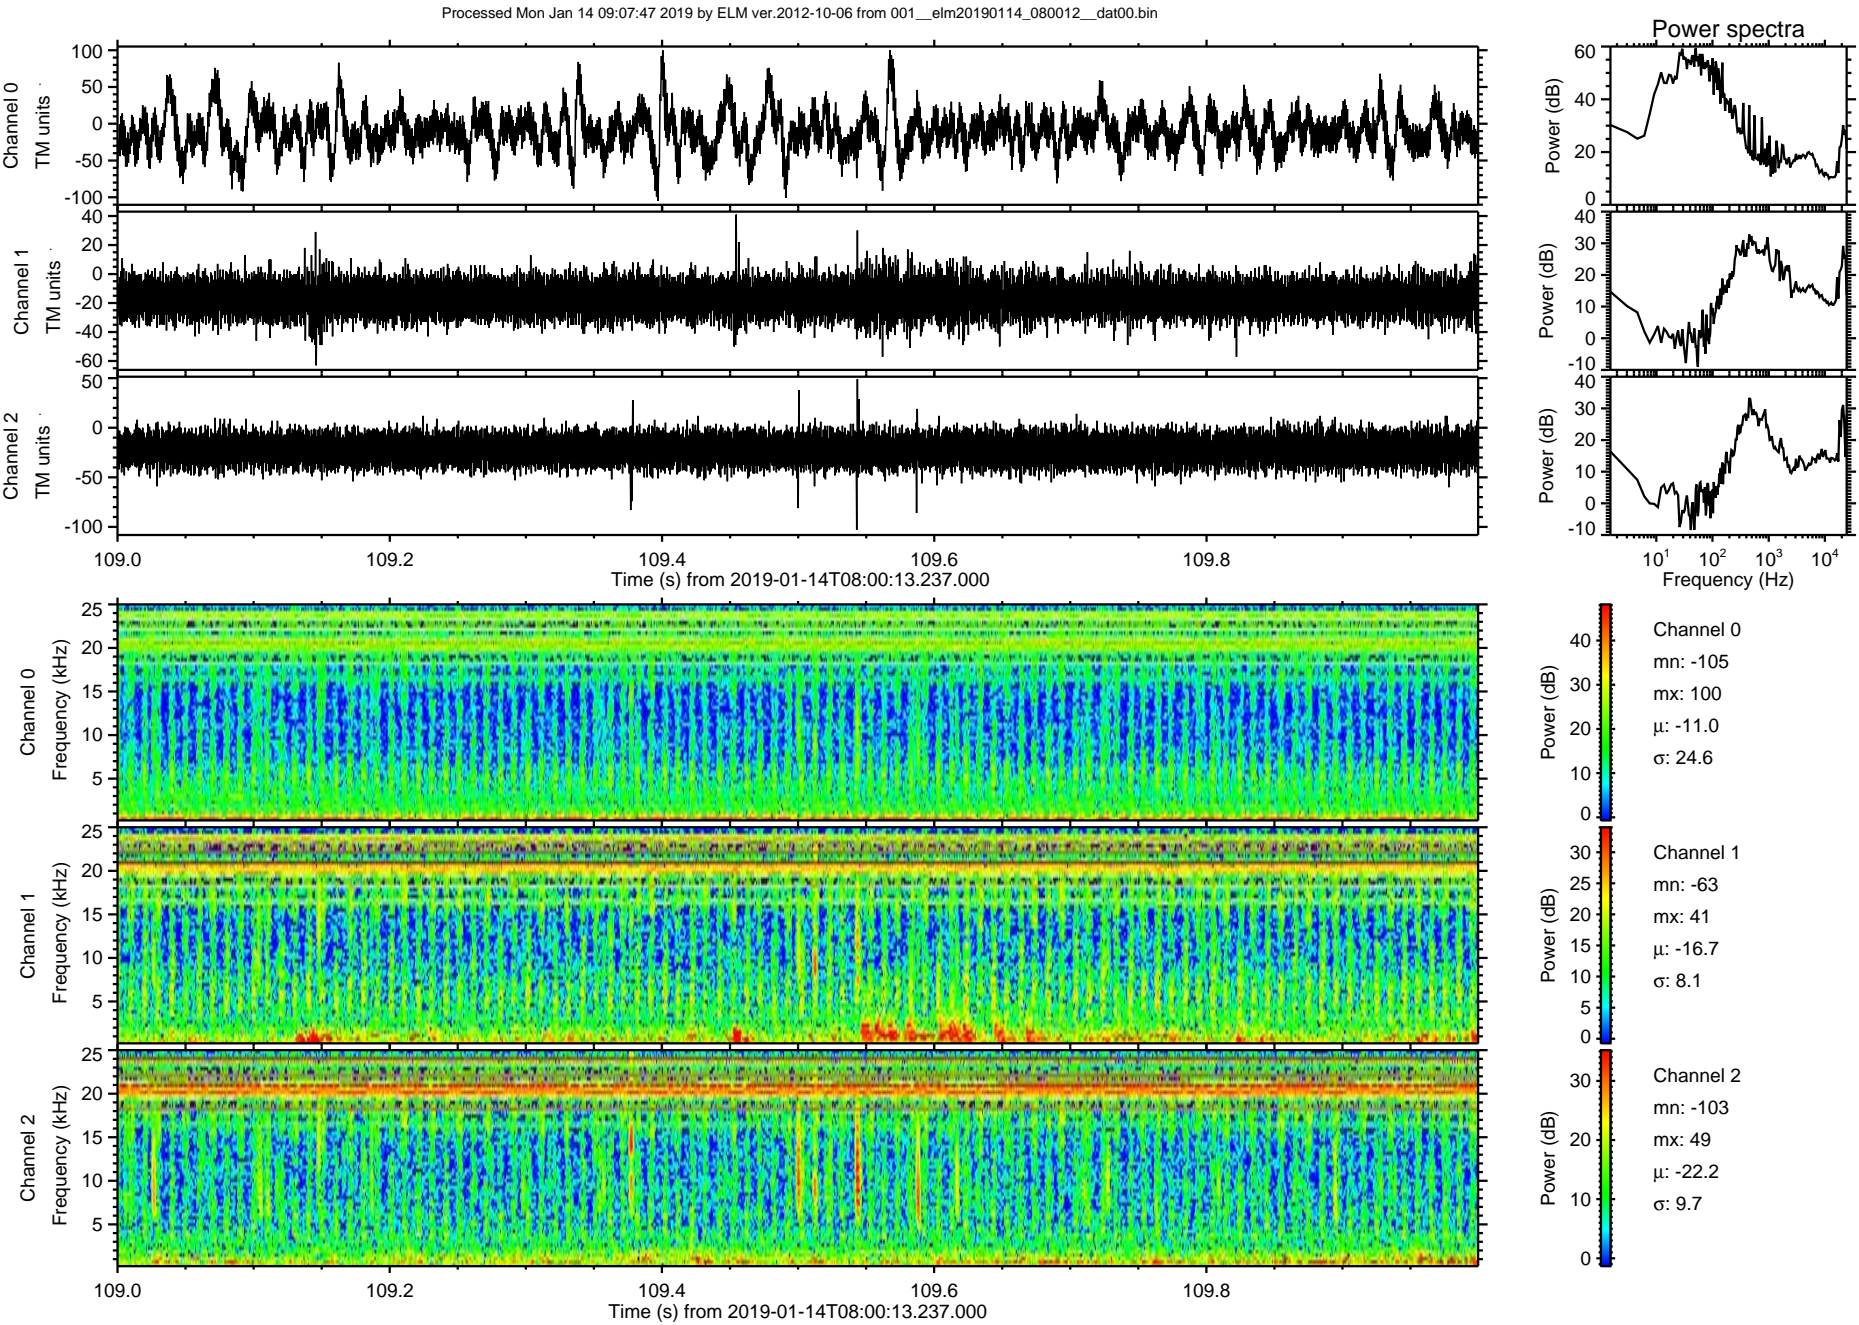 Processed Mon Jan 14 09:07:47 2019 by ELM ver.2012-10-06 from 001__elm20190114_080012__dat00.bin
Power spectra
Channel 0
TM units
100
50
0
-50
-100
Power (dB)
60
40
20
0
Channel 1
TM units
40
20
0
-20
-40
-60
Power (dB)
40
30
20
10
0
-10
Channel 2
TM units
50
0
-50
-100
Power (dB)
40
30
20
10
0
-10
109.0 109.2 109.4 109.6 109.8
Time (s) from 2019-01-14T08:00:13.237.000
10¹ 10² 10³ 10⁴
Frequency (Hz)
Channel 0
Frequency (kHz)
25
20
15
10
5
Power (dB)
40
30
20
10
0
Channel 0
mn: -105
mx: 100
μ: -11.0
σ: 24.6
Channel 1
Frequency (kHz)
25
20
15
10
5
Power (dB)
30
25
20
15
10
5
0
Channel 1
mn: -63
mx: 41
μ: -16.7
σ: 8.1
Channel 2
Frequency (kHz)
25
20
15
10
5
Power (dB)
30
20
10
0
Channel 2
mn: -103
mx: 49
μ: -22.2
σ: 9.7
109.0 109.2 109.4 109.6 109.8
Time (s) from 2019-01-14T08:00:13.237.000